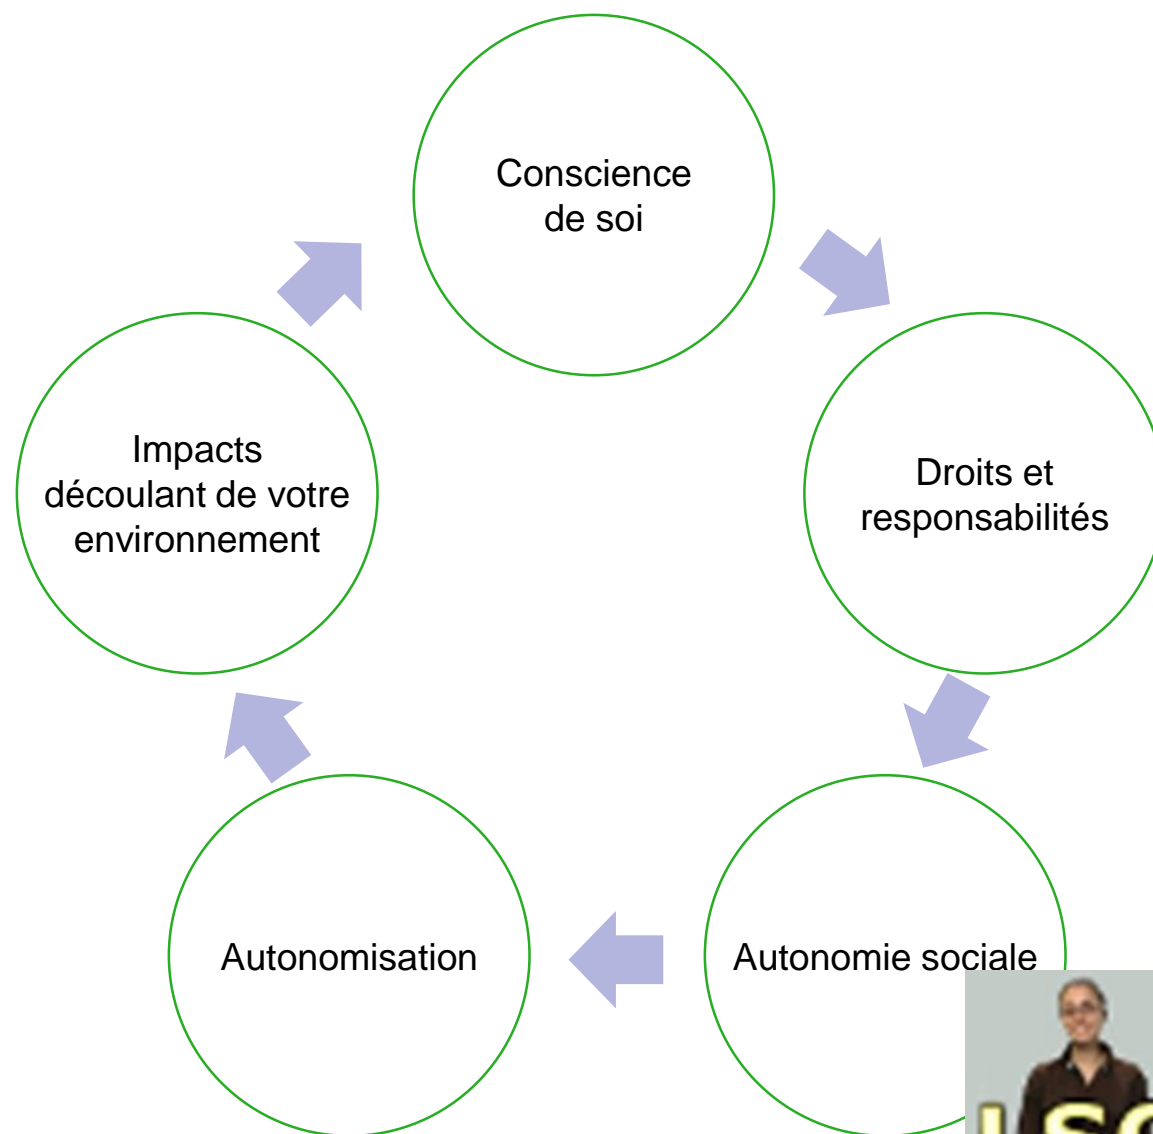 Conscience
de soi
Droits et
responsabilités
Autonomie sociale
Autonomisation
Impacts
découlant de votre
environnement